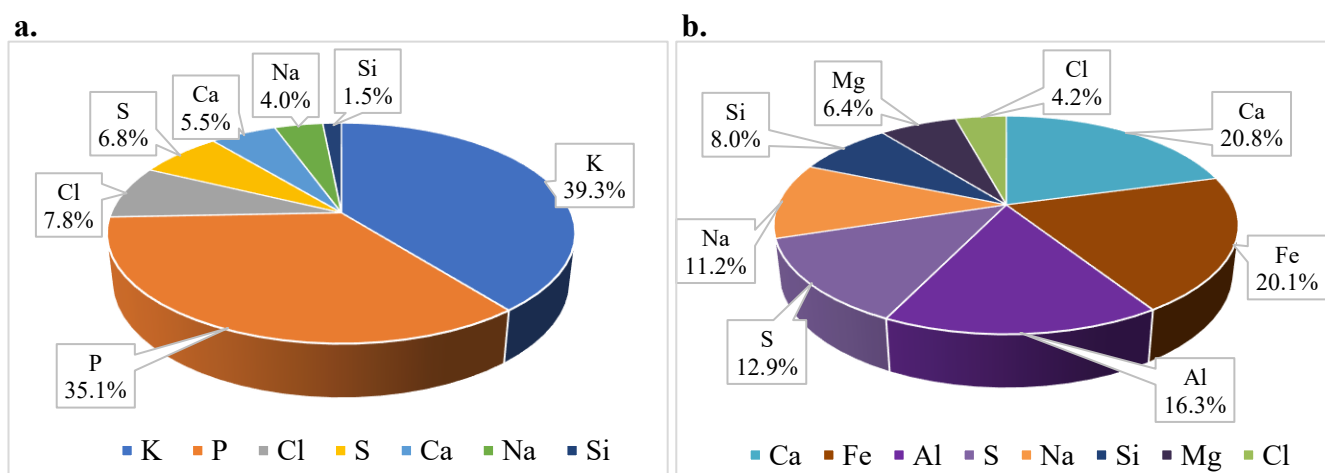 a.
Na
4.0%
Si
1.5%
Ca
5.5%
S
6.8%
Cl
7.8%
K
39.3%
P
35.1%
K P Cl S Ca Na Si
b.
Cl
4.2%
Mg
6.4%
Si
8.0%
Ca
20.8%
Na
11.2%
Fe
20.1%
S
12.9%
Al
16.3%
Ca Fe Al S Na Si Mg Cl